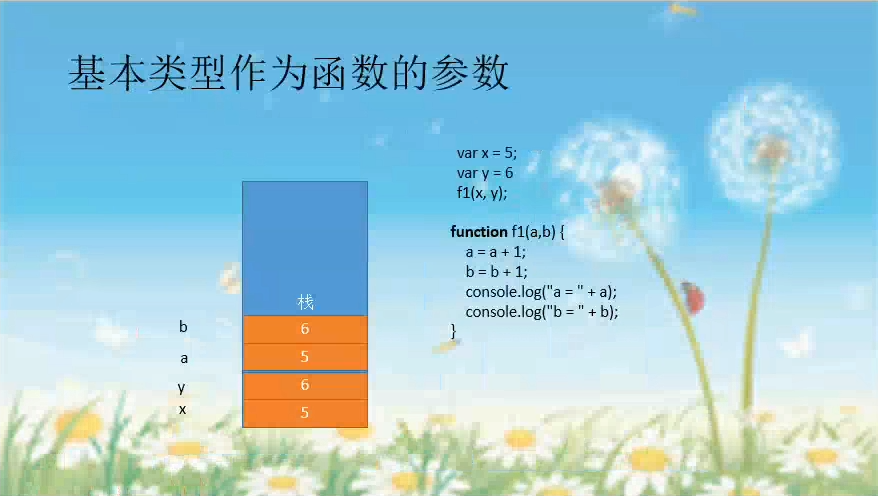 基本类型作为函数的参数
var x = 5;
var y = 6
f1(x, y);
function f1(a,b) {
a = a + 1;
b = b + 1;
console.log("a = " + a);
console.log("b = " + b);
}
栈
b 6
a 5
y 6
x 5